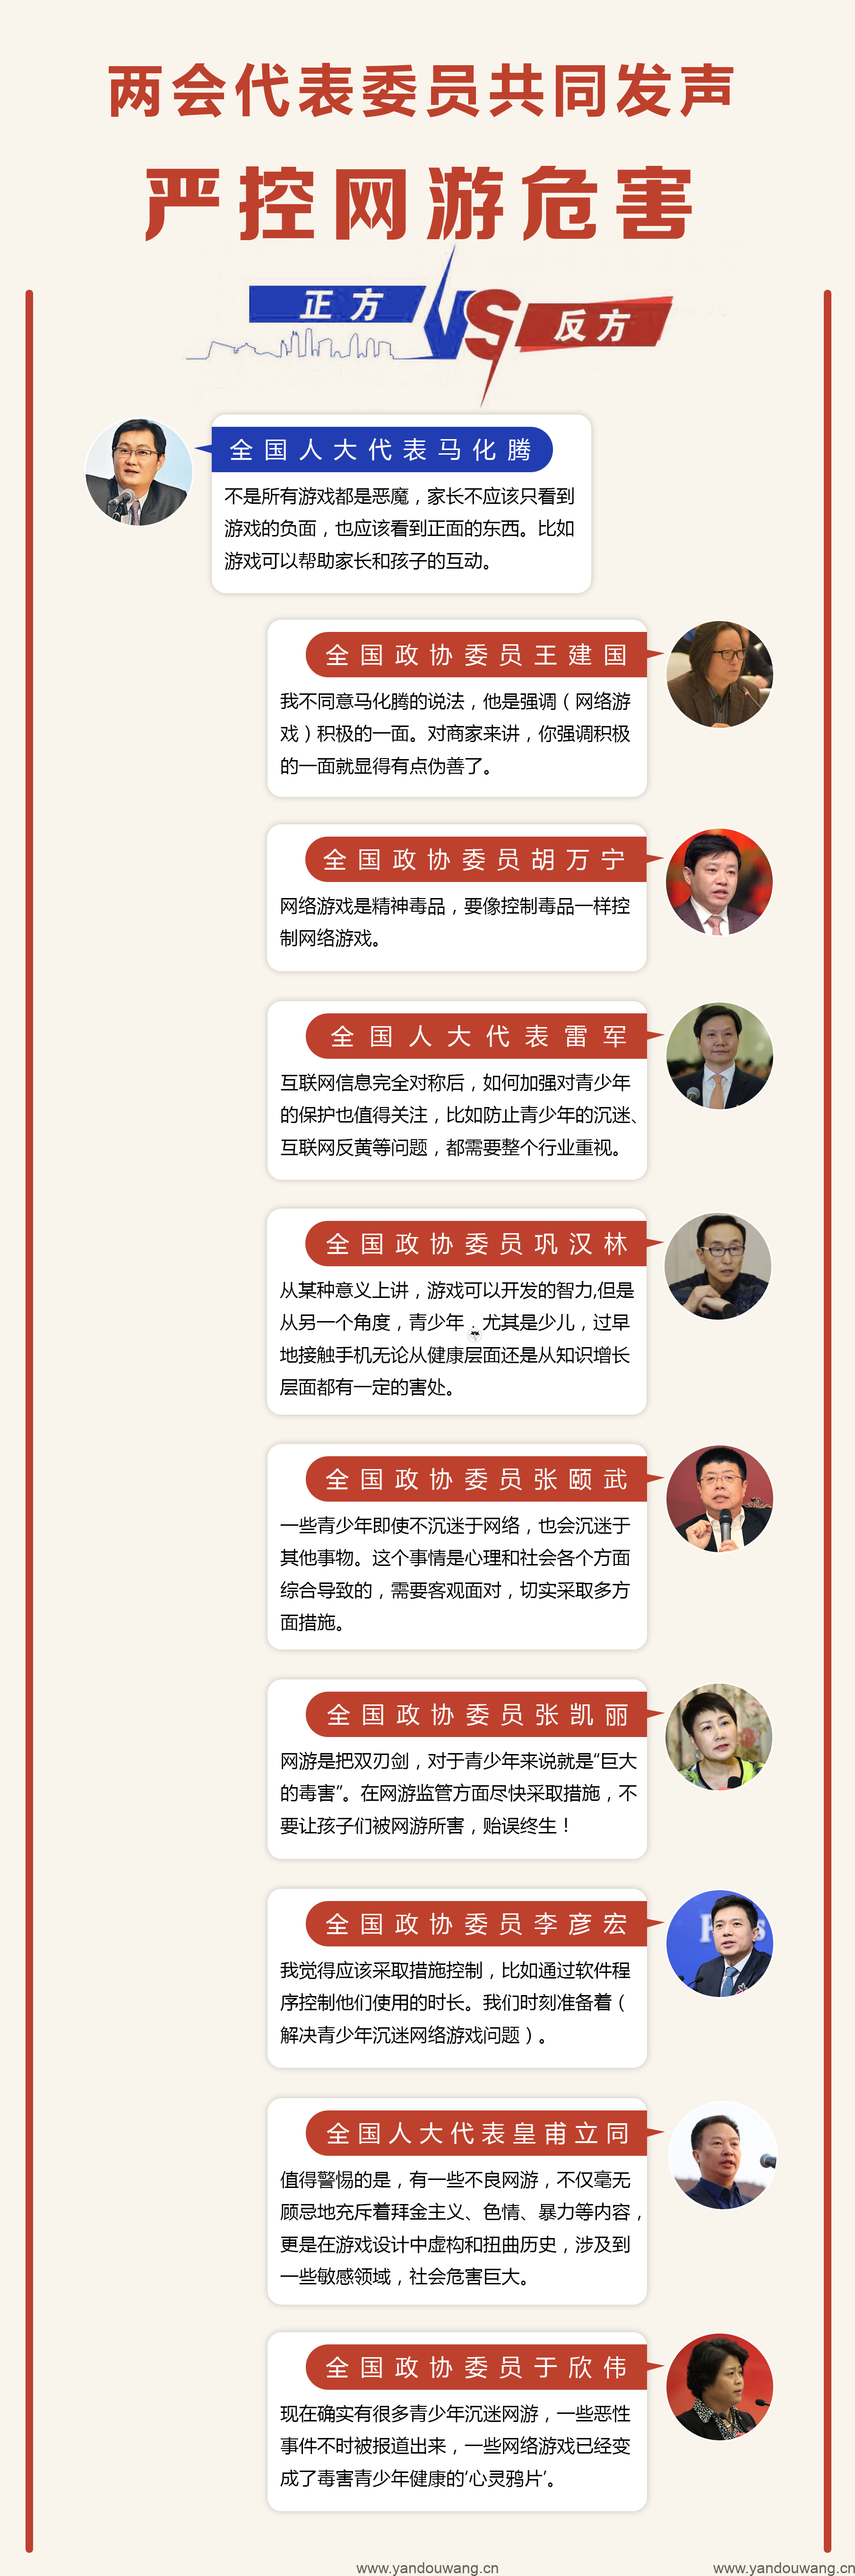 两会代表委员共同发声
严控网游危害
正方
VS
反方
全国人大代表马化腾
不是所有游戏都是恶魔，家长不应该只看到
游戏的负面，也应该看到正面的东西。比如
游戏可以帮助家长和孩子的互动。
全国政协委员王建国
我不同意马化腾的说法，他是强调（网络游
戏）积极的一面。对商家来讲，你强调积极
的一面就显得有点伪善了。
全国政协委员胡万宁
网络游戏是精神毒品，要像控制毒品一样控
制网络游戏。
全国人大代表雷军
互联网信息完全对称后，如何加强对青少年
的保护也值得关注，比如防止青少年的沉迷、
互联网反黄等问题，都需要整个行业重视。
全国政协委员巩汉林
从某种意义上讲，游戏可以开发的智力,但是
从另一个角度，青少年，尤其是少儿，过早
地接触手机无论从健康层面还是从知识增长
层面都有一定的害处。
全国政协委员张颐武
一些青少年即使不沉迷于网络，也会沉迷于
其他事物。这个事情是心理和社会各个方面
综合导致的，需要客观面对，切实采取多方
面措施。
全国政协委员张凯丽
网游是把双刃剑，对于青少年来说就是“巨大
的毒害”。在网游监管方面尽快采取措施，不
要让孩子们被网游所害，贻误终生！
全国政协委员李彦宏
我觉得应该采取措施控制，比如通过软件程
序控制他们使用的时长。我们时刻准备着（
解决青少年沉迷网络游戏问题）。
全国人大代表皇甫立同
值得警惕的是，有一些不良网游，不仅毫无
顾忌地充斥着拜金主义、色情、暴力等内容，
更是在游戏设计中虚构和扭曲历史，涉及到
一些敏感领域，社会危害巨大。
全国政协委员于欣伟
现在确实有很多青少年沉迷网游，一些恶性
事件不时被报道出来，一些网络游戏已经变
成了毒害青少年健康的‘心灵鸦片’。
www.yandouwang.cn
www.yandouwang.cn